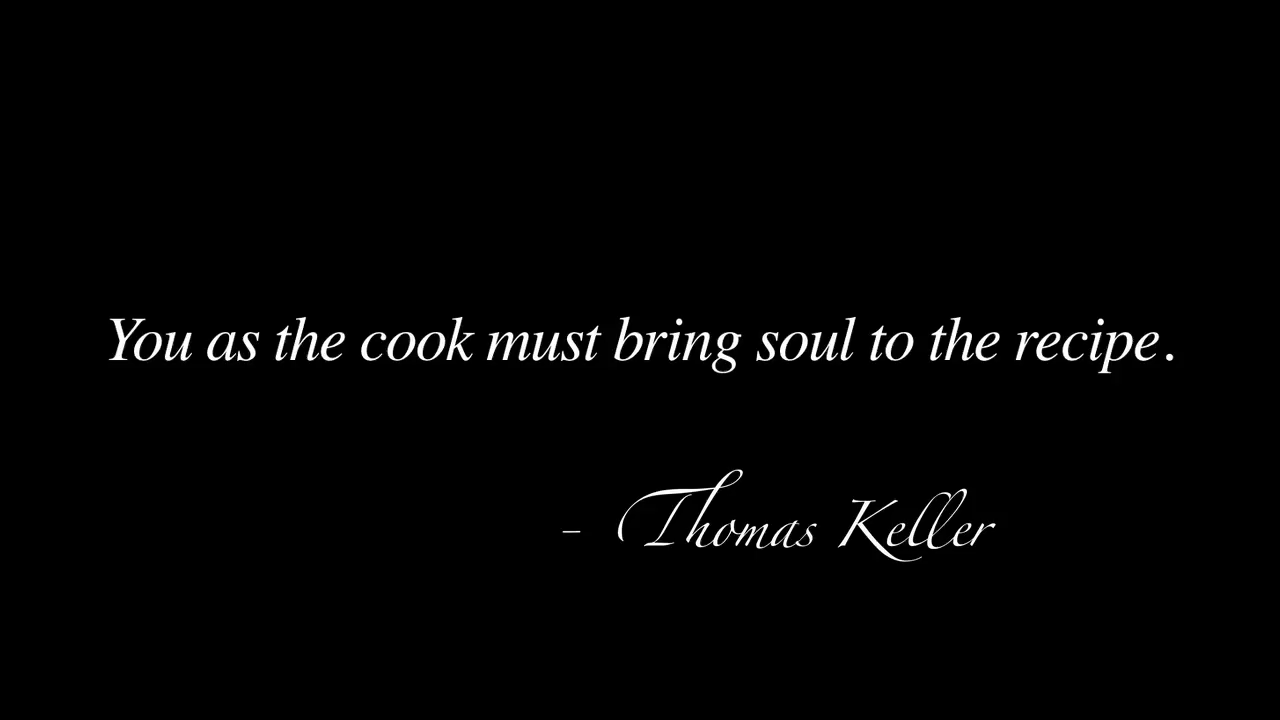 You as the cook must bring soul to the recipe.
– Thomas Keller